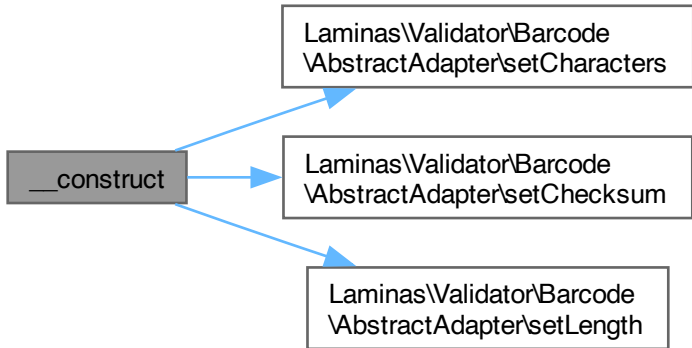 Laminas\Validator\Barcode
\AbstractAdapter\setCharacters
__construct
Laminas\Validator\Barcode
\AbstractAdapter\setChecksum
Laminas\Validator\Barcode
\AbstractAdapter\setLength